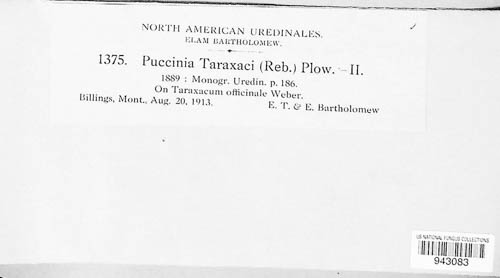 NORTH AMERICAN UREDINALES.
ELAM BARTHOLOMEW.
1375. Puccinia Taraxaci (Reb.) Plow. – II.
1889 : Monogr. Uredin. p. 186.
On Taraxacum officinale Weber.
Billings, Mont., Aug. 20, 1913. E. T. & E. Bartholomew
US NATIONAL FUNGUS COLLECTIONS
943083